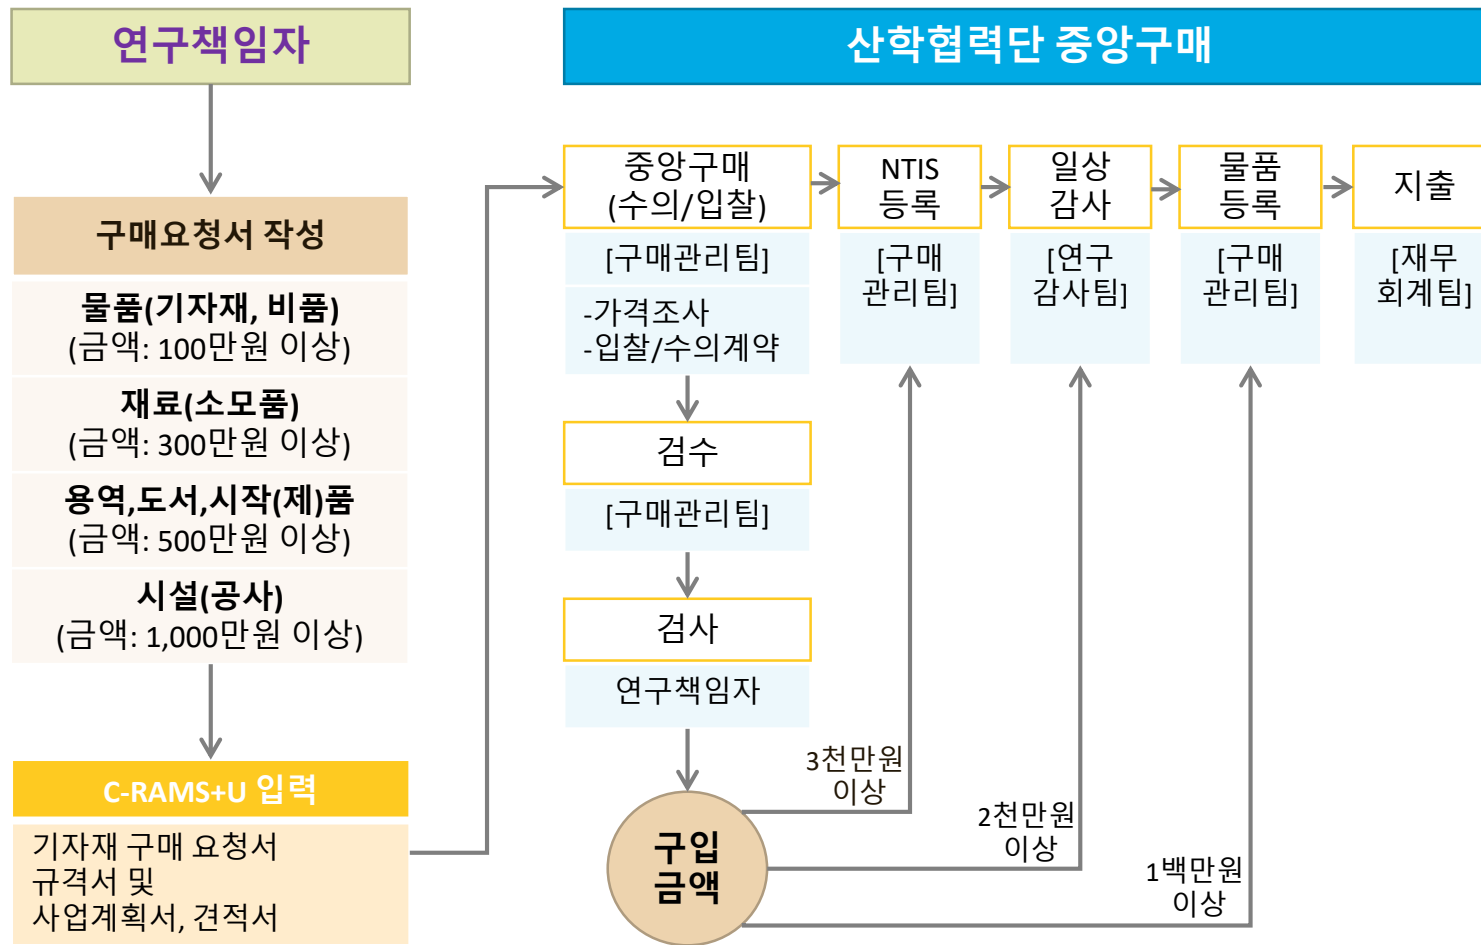 연구책임자
구매요청서 작성
물품(기자재, 비품)
(금액: 100만원 이상)
재료(소모품)
(금액: 300만원 이상)
용역,도서,시작(제)품
(금액: 500만원 이상)
시설(공사)
(금액: 1,000만원 이상)
C-RAMS+U 입력
기자재 구매 요청서
규격서 및
사업계획서, 견적서
산학협력단 중앙구매
중앙구매
(수의/입찰)
[구매관리팀]
-가격조사
-입찰/수의계약
검수
[구매관리팀]
검사
연구책임자
구입
금액
3천만원
이상
2천만원
이상
1백만원
이상
NTIS
등록
[구매
관리팀]
일상
감사
[연구
감사팀]
물품
등록
[구매
관리팀]
지출
[재무
회계팀]